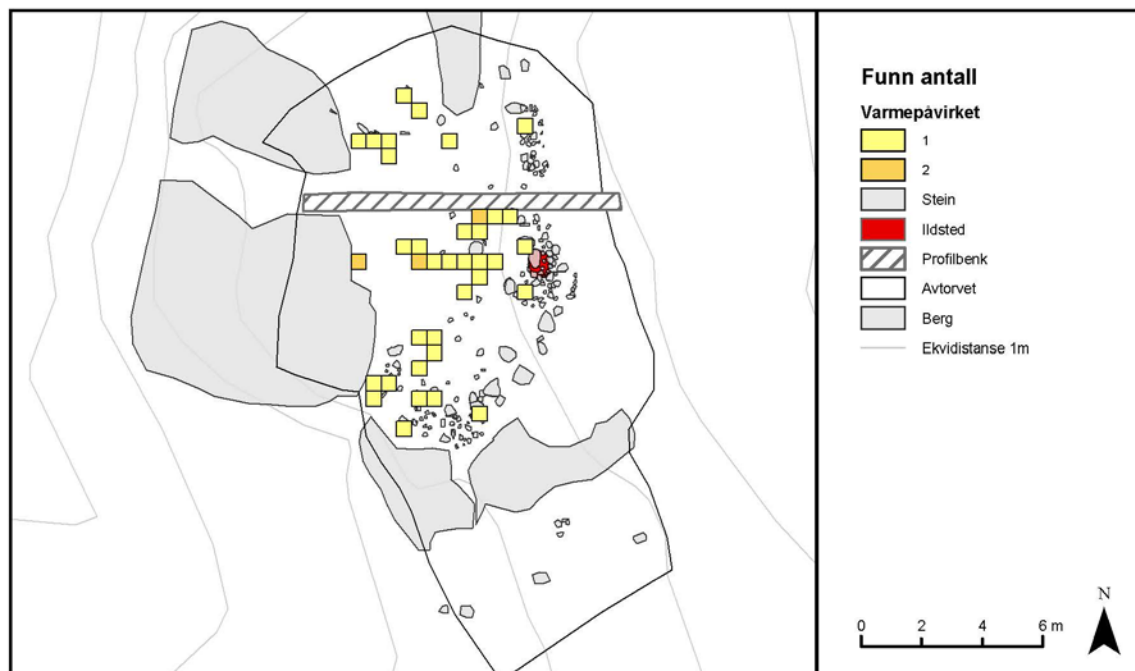 Funn antall
Varmepåvirket
1
2
Stein
Ildsted
Profilbenk
Avtorvet
Berg
Ekvidistanse 1m
N
0 2 4 6 m